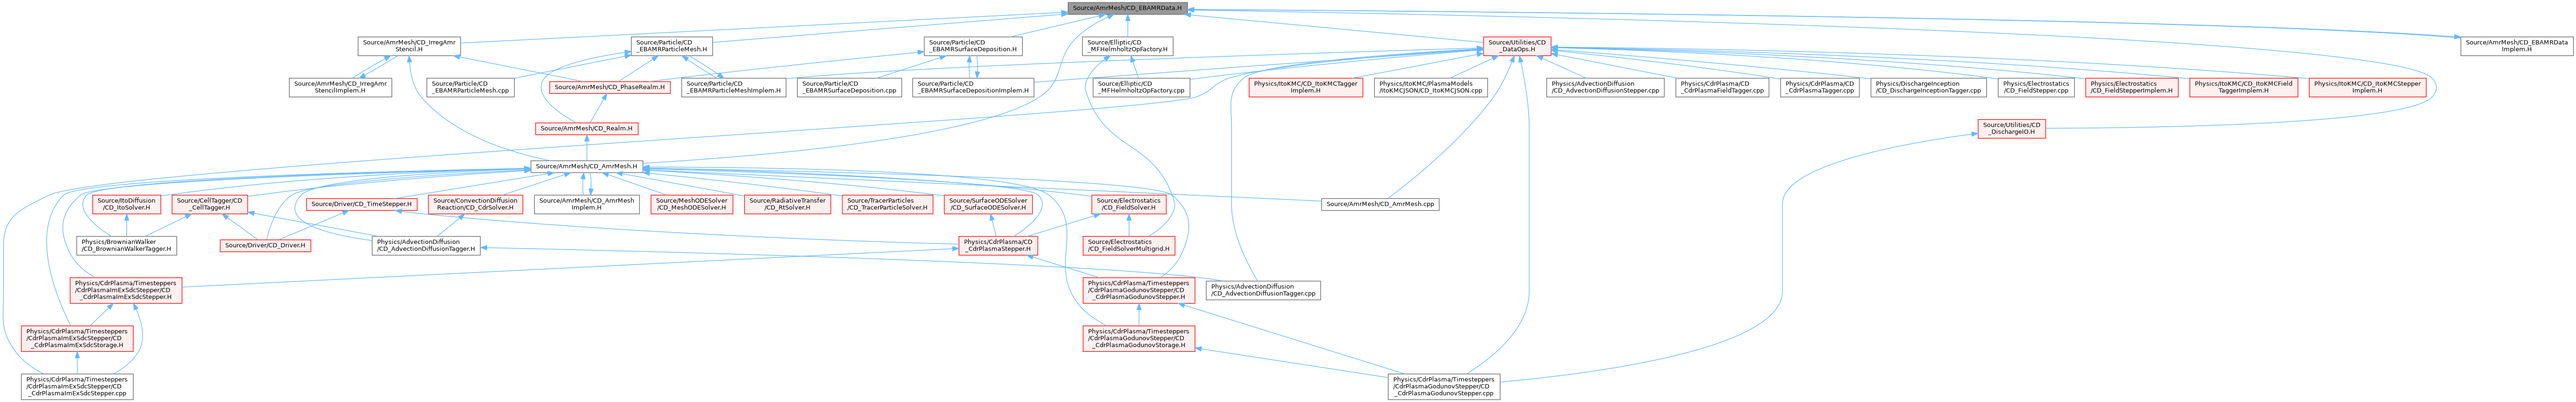 Source/AmrMesh/CD_EBAMRData.H
Source/AmrMesh/CD_IrregAmr
Stencil.H
Source/Particle/CD
_EBAMRParticleMesh.H
Source/Particle/CD
_EBAMRSurfaceDeposition.H
Source/Elliptic/CD
_MFHelmholtzOpFactory.H
Source/Utilities/CD
_DataOps.H
Source/AmrMesh/CD_EBAMRData
Implem.H
Source/AmrMesh/CD_IrregAmr
StencilImplem.H
Source/Particle/CD
_EBAMRParticleMesh.cpp
Source/AmrMesh/CD_PhaseRealm.H
Source/Particle/CD
_EBAMRParticleMeshImplem.H
Source/Particle/CD
_EBAMRSurfaceDeposition.cpp
Source/Particle/CD
_EBAMRSurfaceDepositionImplem.H
Source/Elliptic/CD
_MFHelmholtzOpFactory.cpp
Physics/ItoKMC/CD_ItoKMCTagger
Implem.H
Physics/ItoKMC/PlasmaModels
/ItoKMCJSON/CD_ItoKMCJSON.cpp
Physics/AdvectionDiffusion
/CD_AdvectionDiffusionStepper.cpp
Physics/CdrPlasma/CD
_CdrPlasmaFieldTagger.cpp
Physics/CdrPlasma/CD
_CdrPlasmaTagger.cpp
Physics/DischargeInception
/CD_DischargeInceptionTagger.cpp
Physics/Electrostatics
/CD_FieldStepper.cpp
Physics/Electrostatics
/CD_FieldStepperImplem.H
Physics/ItoKMC/CD_ItoKMCField
TaggerImplem.H
Physics/ItoKMC/CD_ItoKMCStepper
Implem.H
Source/AmrMesh/CD_Realm.H
Source/Utilities/CD
_DischargeIO.H
Source/AmrMesh/CD_AmrMesh.H
Source/ItoDiffusion
/CD_ItoSolver.H
Source/CellTagger/CD
_CellTagger.H
Source/Driver/CD_TimeStepper.H
Source/ConvectionDiffusion
Reaction/CD_CdrSolver.H
Source/AmrMesh/CD_AmrMesh
Implem.H
Source/MeshODESolver
/CD_MeshODESolver.H
Source/RadiativeTransfer
/CD_RtSolver.H
Source/TracerParticles
/CD_TracerParticleSolver.H
Source/SurfaceODESolver
/CD_SurfaceODESolver.H
Source/Electrostatics
/CD_FieldSolver.H
Source/AmrMesh/CD_AmrMesh.cpp
Physics/BrownianWalker
/CD_BrownianWalkerTagger.H
Source/Driver/CD_Driver.H
Physics/AdvectionDiffusion
/CD_AdvectionDiffusionTagger.H
Physics/CdrPlasma/CD
_CdrPlasmaStepper.H
Source/Electrostatics
/CD_FieldSolverMultigrid.H
Physics/CdrPlasma/Timesteppers
/CdrPlasmaImExSdcStepper/CD
_CdrPlasmaImExSdcStepper.H
Physics/CdrPlasma/Timesteppers
/CdrPlasmaGodunovStepper/CD
_CdrPlasmaGodunovStepper.H
Physics/AdvectionDiffusion
/CD_AdvectionDiffusionTagger.cpp
Physics/CdrPlasma/Timesteppers
/CdrPlasmaImExSdcStepper/CD
_CdrPlasmaImExSdcStorage.H
Physics/CdrPlasma/Timesteppers
/CdrPlasmaGodunovStepper/CD
_CdrPlasmaGodunovStorage.H
Physics/CdrPlasma/Timesteppers
/CdrPlasmaImExSdcStepper/CD
_CdrPlasmaImExSdcStepper.cpp
Physics/CdrPlasma/Timesteppers
/CdrPlasmaGodunovStepper/CD
_CdrPlasmaGodunovStepper.cpp